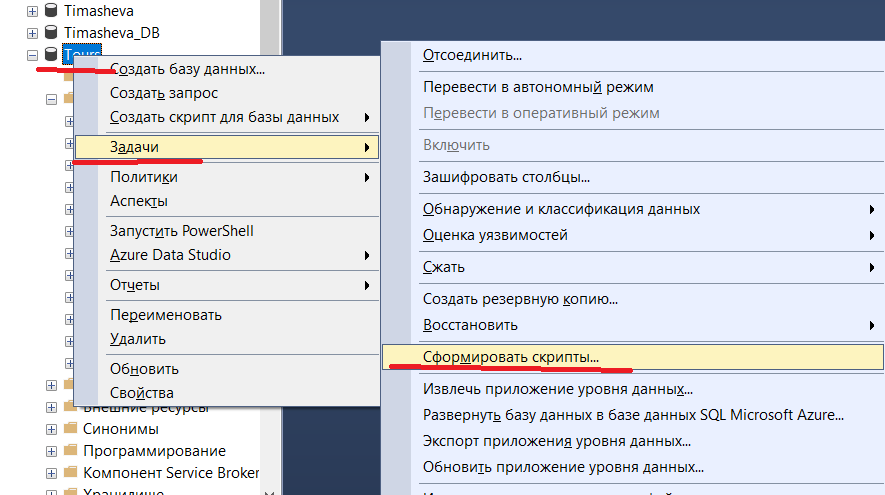 Timasheva
Timasheva_DB
Tours
Создать базу данных...
Создать запрос
Создать скрипт для базы данных
Задачи
Политики
Аспекты
Запустить PowerShell
Azure Data Studio
Отчеты
Переименовать
Удалить
Обновить
Свойства
Внешние ресурсы
Синонимы
Программирование
Компонент Service Broker
Хранилище
Отсоединить...
Перевести в автономный режим
Перевести в оперативный режим
Включить
Зашифровать столбцы...
Обнаружение и классификация данных
Оценка уязвимостей
Сжать
Создать резервную копию...
Восстановить
Сформировать скрипты...
Извлечь приложение уровня данных...
Развернуть базу данных в базе данных SQL Microsoft Azure...
Экспорт приложения уровня данных...
Обновить приложение уровня данных...